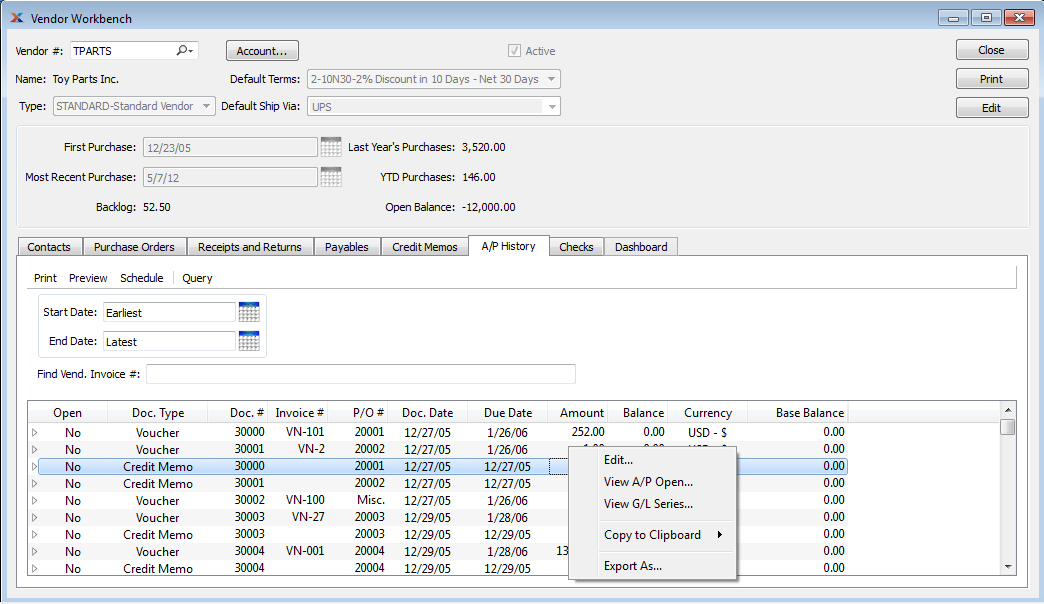 Vendor Workbench
Vendor #: TPARTS Account... Active Close
Name: Toy Parts Inc. Default Terms: 2-10N30-2% Discount in 10 Days - Net 30 Days Print
Type: STANDARD-Standard Vendor Default Ship Via: UPS Edit
First Purchase: 12/23/05 Last Year's Purchases: 3,520.00
Most Recent Purchase: 5/7/12 YTD Purchases: 146.00
Backlog: 52.50 Open Balance: -12,000.00
Contacts Purchase Orders Receipts and Returns Payables Credit Memos A/P History Checks Dashboard
Print Preview Schedule Query
Start Date: Earliest
End Date: Latest
Find Vend. Invoice #:
Open Doc. Type Doc. # Invoice # P/O # Doc. Date Due Date Amount Balance Currency Base Balance
No Voucher 30000 VN-101 20001 12/27/05 1/26/06 252.00 0.00 USD - $ 0.00
No Voucher 30001 VN-2 20002 12/27/05 1/26/06 0.00
No Credit Memo 30000 20001 12/27/05 12/27/05 0.00
No Credit Memo 30001 20002 12/27/05 12/27/05 0.00
No Voucher 30002 VN-100 Misc. 12/27/05 1/26/06 0.00
No Voucher 30003 VN-27 20003 12/29/05 1/28/06 0.00
No Credit Memo 30003 20003 12/29/05 12/29/05 0.00
No Voucher 30004 VN-001 20004 12/29/05 1/28/06 13 0.00
No Credit Memo 30004 20004 12/29/05 12/29/05 0.00
Edit...
View A/P Open...
View G/L Series...
Copy to Clipboard
Export As...